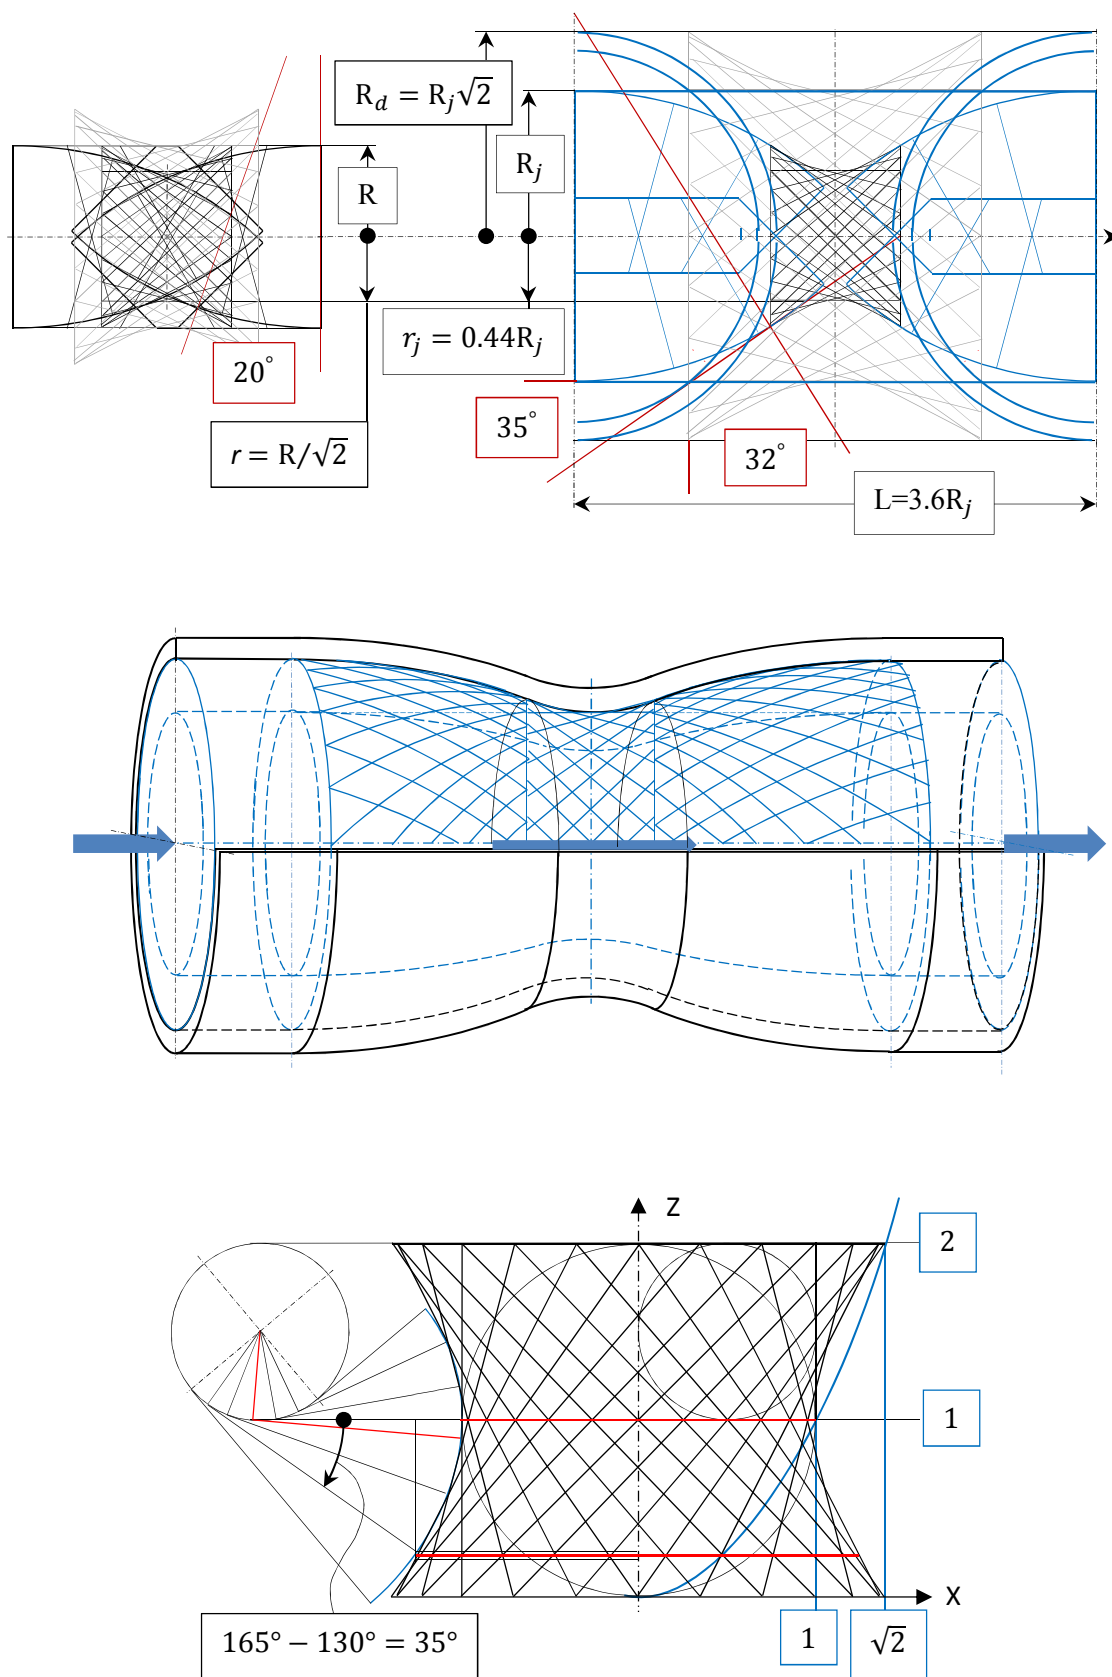 R_d = R_j√2
R_j
R
r_j = 0.44R_j
20°
35°
r = R/√2
32°
L=3.6R_j
Z
2
1
X
165° − 130° = 35°
1
√2